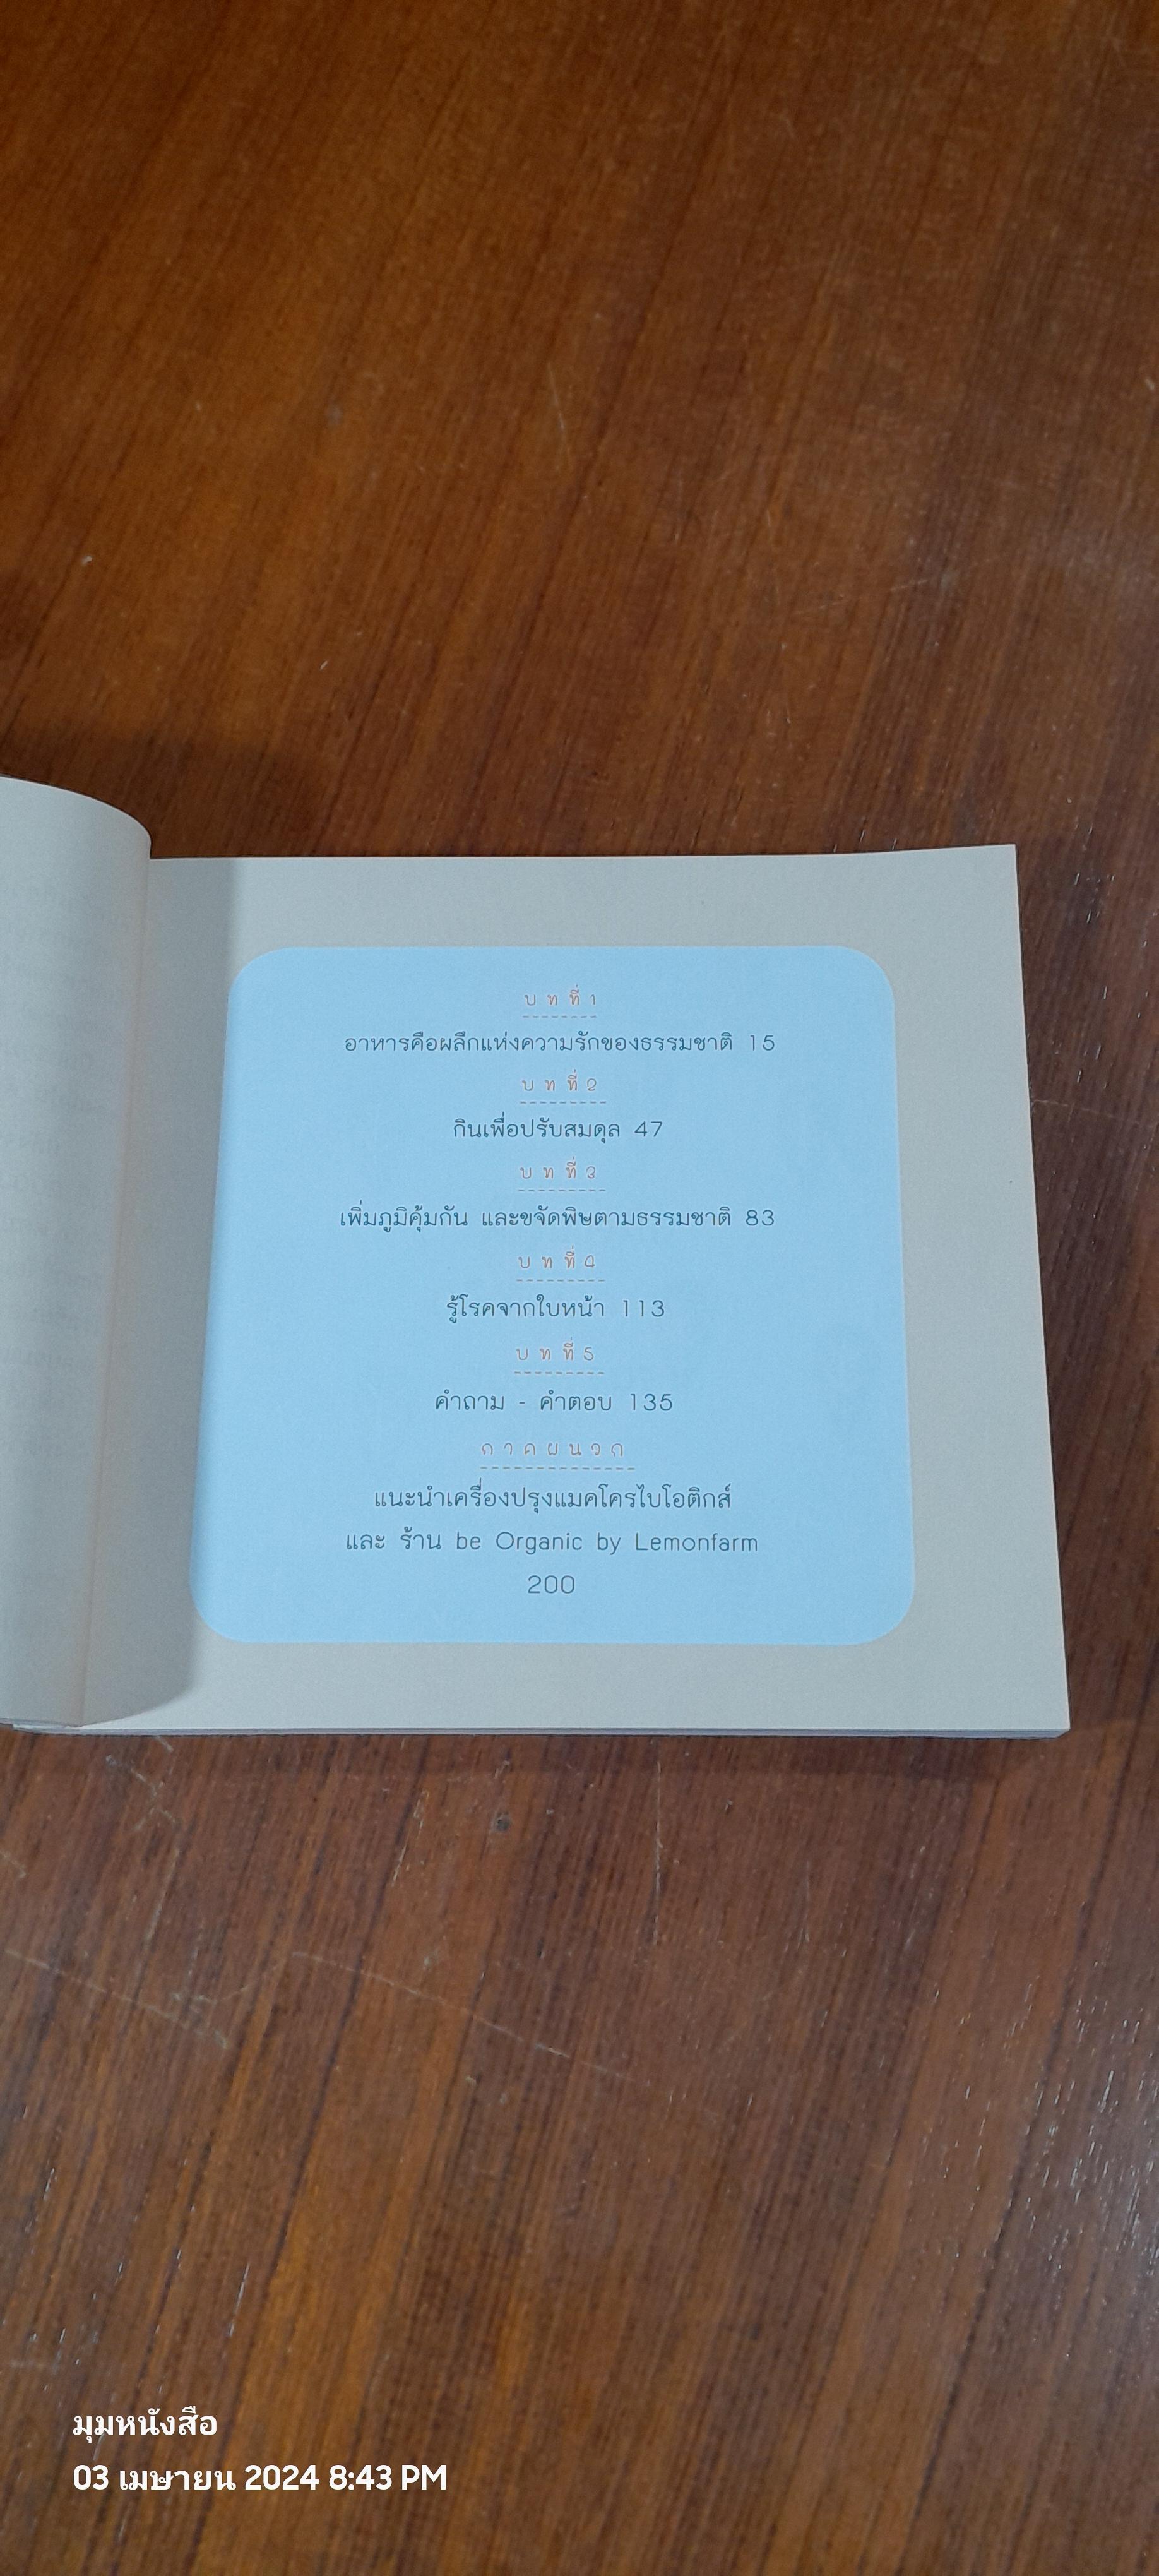 บทที่ 1
อาหารคือผลึกแห่งความรักของธรรมชาติ 15
บทที่ 2
กินเพื่อปรับสมดุล 47
บทที่ 3
เพิ่มภูมิคุ้มกัน และขจัดพิษตามธรรมชาติ 83
บทที่ 4
รู้โรคจากใบหน้า 113
บทที่ 5
คำถาม - คำตอบ 135
ภาคผนวก
แนะนำเครื่องปรุงแมคโครไบโอติกส์
และ ร้าน be Organic by Lemonfarm
200
มุมหนังสือ
03 เมษายน 2024 8:43 PM